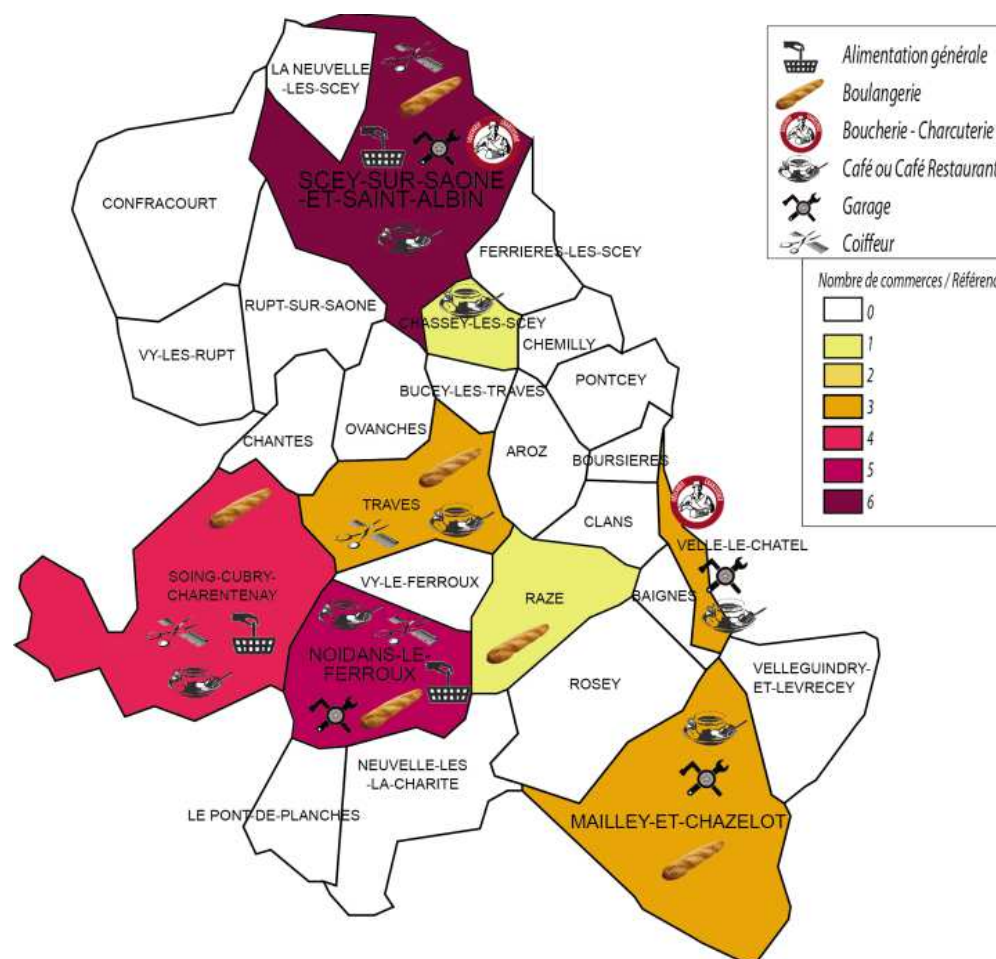 Alimentation générale
Boulangerie
Boucherie - Charcuterie
Café ou Café Restaurant
Garage
Coiffeur
Nombre de commerces / Référenc
0
1
2
3
4
5
6
LA NEUVELLE
-LES-SCEY
SCEY-SUR-SAONE
-ET-SAINT-ALBIN
CONFRACOURT
FERRIERES-LES-SCEY
RUPT-SUR-SAONE
CHASSEY-LES-SCEY
CHEMILLY
VY-LES-RUPT
PONTCEY
BUCEY-LES-TRAVES
OVANCHES
CHANTES
AROZ
BOURSIERES
TRAVES
CLANS
VELLE-LE-CHATEL
SOING-CUBRY-
CHARENTENAY
VY-LE-FERROUX
RAZE
BAIGNES
NOIDANS-LE-
FERROUX
ROSEY
VELLEGUINDRY-
ET-LEVRECEY
NEUVELLE-LES
-LA-CHARITE
LE PONT-DE-PLANCHES
MAILLEY-ET-CHAZELOT